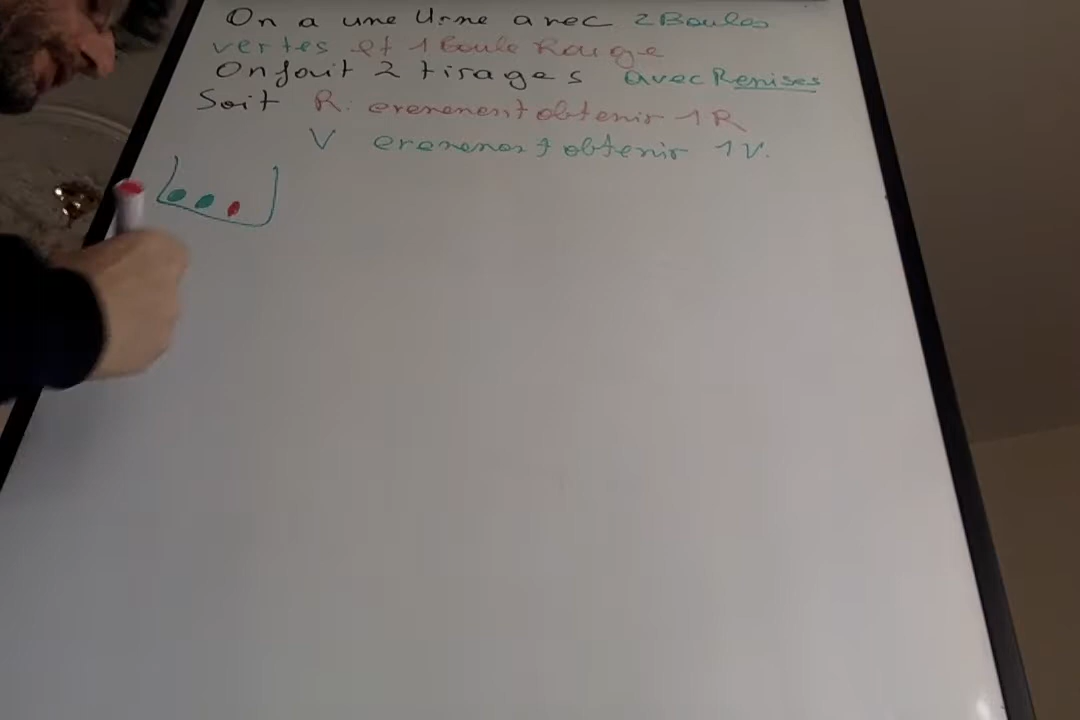 On a une Urne avec 2 Boules
vertes et 1 boule Rouge
On fait 2 tirages avec Remises
Soit R: evenement obtenir 1 R
V evenement obtenir 1 V.